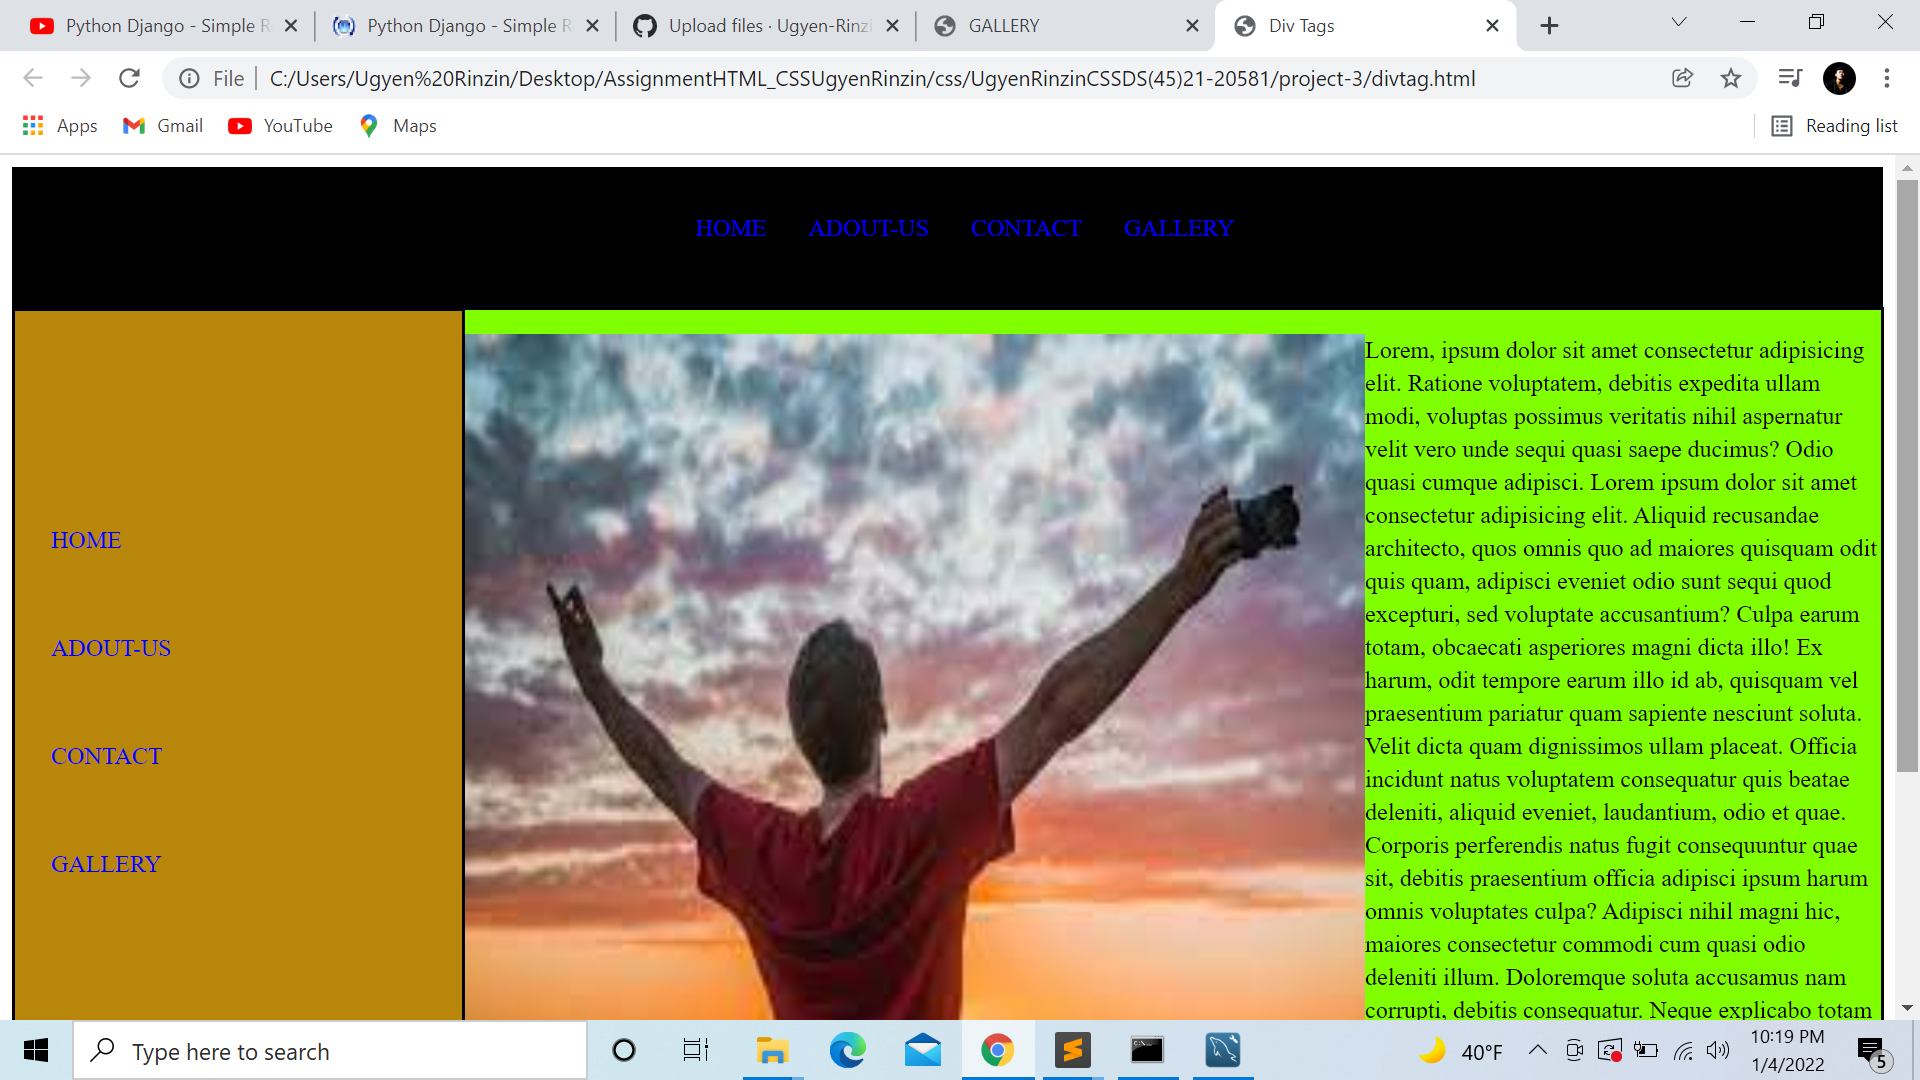 Python Django - Simple R
Python Django - Simple R
Upload files · Ugyen-Rinzi
GALLERY
Div Tags
File
C:/Users/Ugyen%20Rinzin/Desktop/AssignmentHTML_CSSUgyenRinzin/css/UgyenRinzinCSSDS(45)21-20581/project-3/divtag.html
Apps
Gmail
YouTube
Maps
Reading list
HOME ADOUT-US CONTACT GALLERY
HOME
ADOUT-US
CONTACT
GALLERY
Lorem, ipsum dolor sit amet consectetur adipisicing
elit. Ratione voluptatem, debitis expedita ullam
modi, voluptas possimus veritatis nihil aspernatur
velit vero unde sequi quasi saepe ducimus? Odio
quasi cumque adipisci. Lorem ipsum dolor sit amet
consectetur adipisicing elit. Aliquid recusandae
architecto, quos omnis quo ad maiores quisquam odit
quis quam, adipisci eveniet odio sunt sequi quod
excepturi, sed voluptate accusantium? Culpa earum
totam, obcaecati asperiores magni dicta illo! Ex
harum, odit tempore earum illo id ab, quisquam vel
praesentium pariatur quam sapiente nesciunt soluta.
Velit dicta quam dignissimos ullam placeat. Officia
incidunt natus voluptatem consequatur quis beatae
deleniti, aliquid eveniet, laudantium, odio et quae.
Corporis perferendis natus fugit consequuntur quae
sit, debitis praesentium officia adipisci ipsum harum
omnis voluptates culpa? Adipisci nihil magni hic,
maiores consectetur commodi cum quasi odio
deleniti illum. Doloremque soluta accusamus nam
corrupti, debitis consequatur. Neque explicabo totam
Type here to search
40°F
10:19 PM
1/4/2022
5